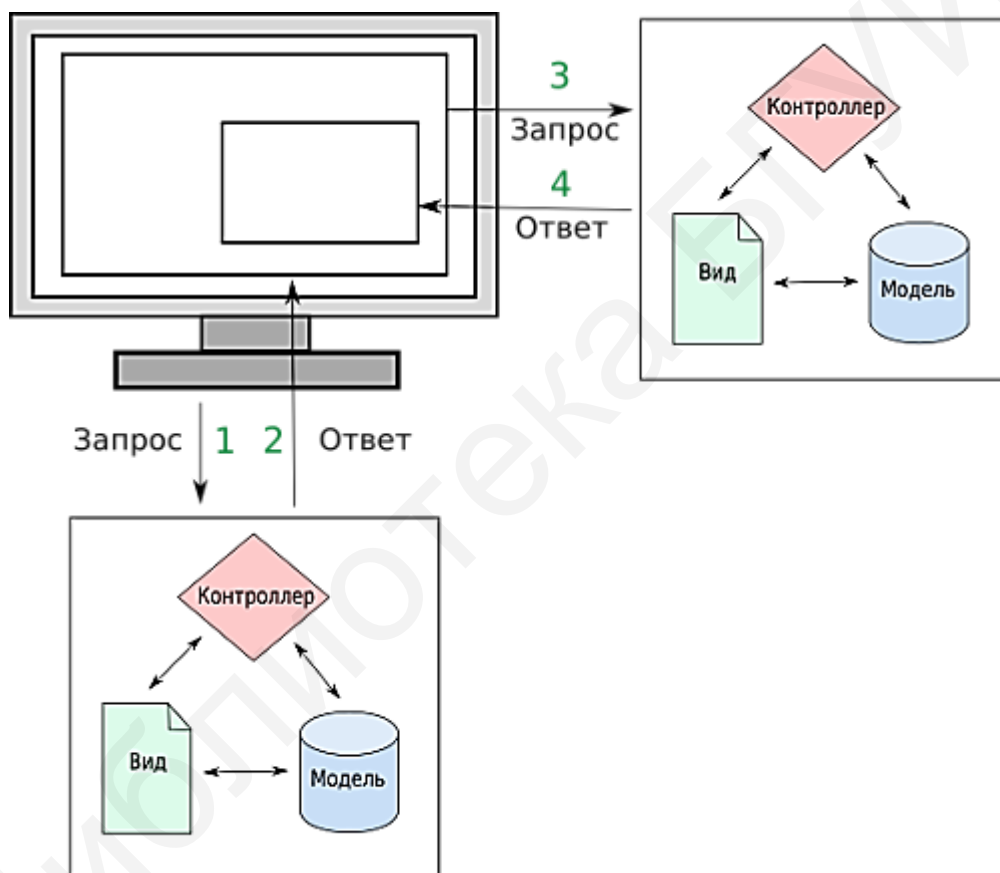 3
Запрос
4
Ответ
Контроллер
Вид
Модель
Запрос
1
2
Ответ
Контроллер
Вид
Модель